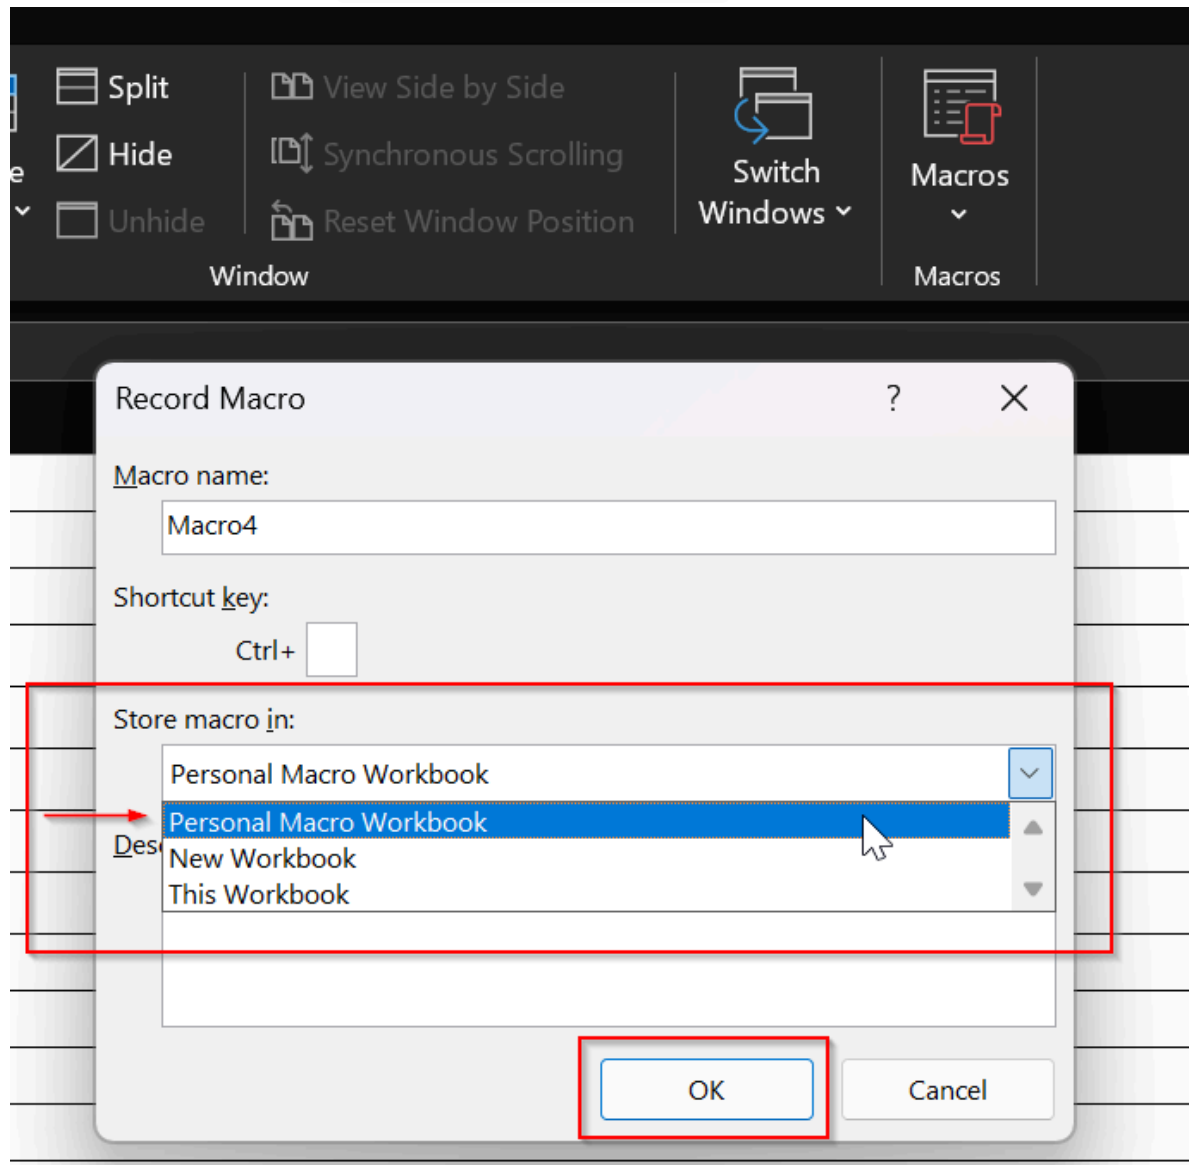 Split
View Side by Side
Hide
Synchronous Scrolling
Switch
Windows
Macros
e
Unhide
Reset Window Position
Window
Macros
Record Macro
?
Macro name:
Macro4
Shortcut key:
Ctrl+
Store macro in:
Personal Macro Workbook
Personal Macro Workbook
Des
New Workbook
This Workbook
OK
Cancel